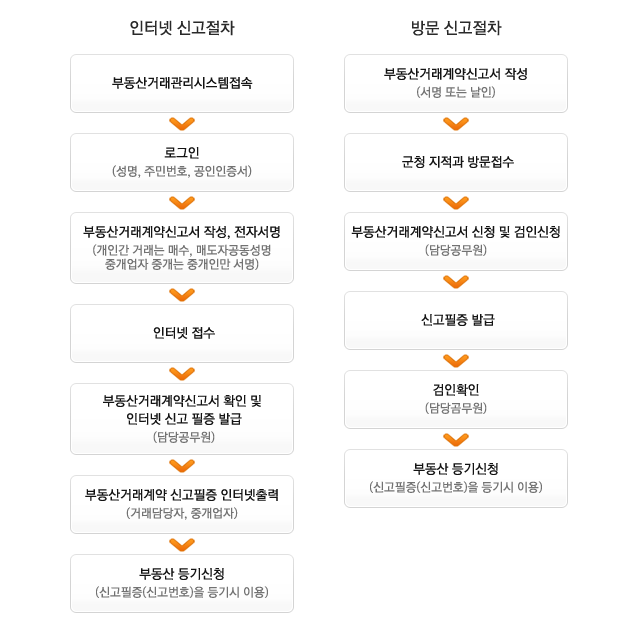 인터넷 신고절차
부동산거래관리시스템접속
로그인
(성명, 주민번호, 공인인증서)
부동산거래계약신고서 작성, 전자서명
(개인간 거래는 매수, 매도자공동성명
중개업자 중개는 중개인만 서명)
인터넷 접수
부동산거래계약신고서 확인 및
인터넷 신고 필증 발급
(담당공무원)
부동산거래계약 신고필증 인터넷출력
(거래담당자, 중개업자)
부동산 등기신청
(신고필증(신고번호)을 등기시 이용)
방문 신고절차
부동산거래계약신고서 작성
(서명 또는 날인)
군청 지적과 방문접수
부동산거래계약신고서 신청 및 검인신청
(담당공무원)
신고필증 발급
검인확인
(담당곰무원)
부동산 등기신청
(신고필증(신고번호)을 등기시 이용)